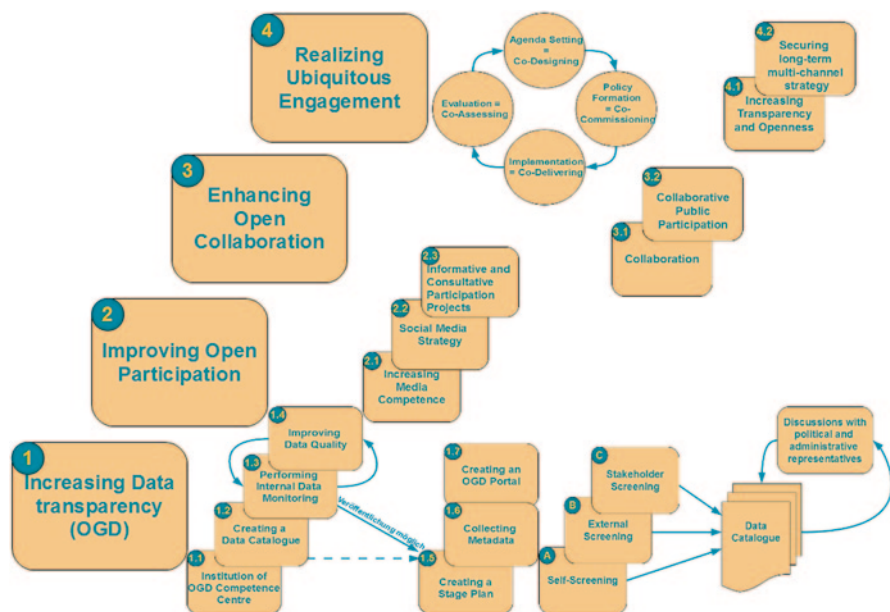 4
Realizing
Ubiquitous
Engagement
Agenda Setting
=
Co-Designing
Policy
Formation
= Co-
Commissioning
Implementation
= Co-Delivering
Evaluation =
Co-Assessing
4.2
Securing
long-term
multi-channel
strategy
4.1
Increasing
Transparency
and Openness
3
Enhancing
Open
Collaboration
3.2
Collaborative
Public
Participation
3.1
Collaboration
2
Improving Open
Participation
2.3
Informative and
Consultative
Participation
Projects
2.2
Social Media
Strategy
2.1
Increasing
Media
Competence
1
Increasing Data
transparency
(OGD)
1.4
Improving
Data Quality
1.3
Performing
Internal Data
Monitoring
1.2
Creating a
Data Catalogue
1.1
Institution of
OGD Competence
Centre
Veröffentlichung möglich
1.7
Creating an
OGD Portal
1.6
Collecting
Metadata
1.5
Creating a
Stage Plan
C
Stakeholder
Screening
B
External
Screening
A
Self-Screening
Data
Catalogue
Discussions with
political and
administrative
representatives